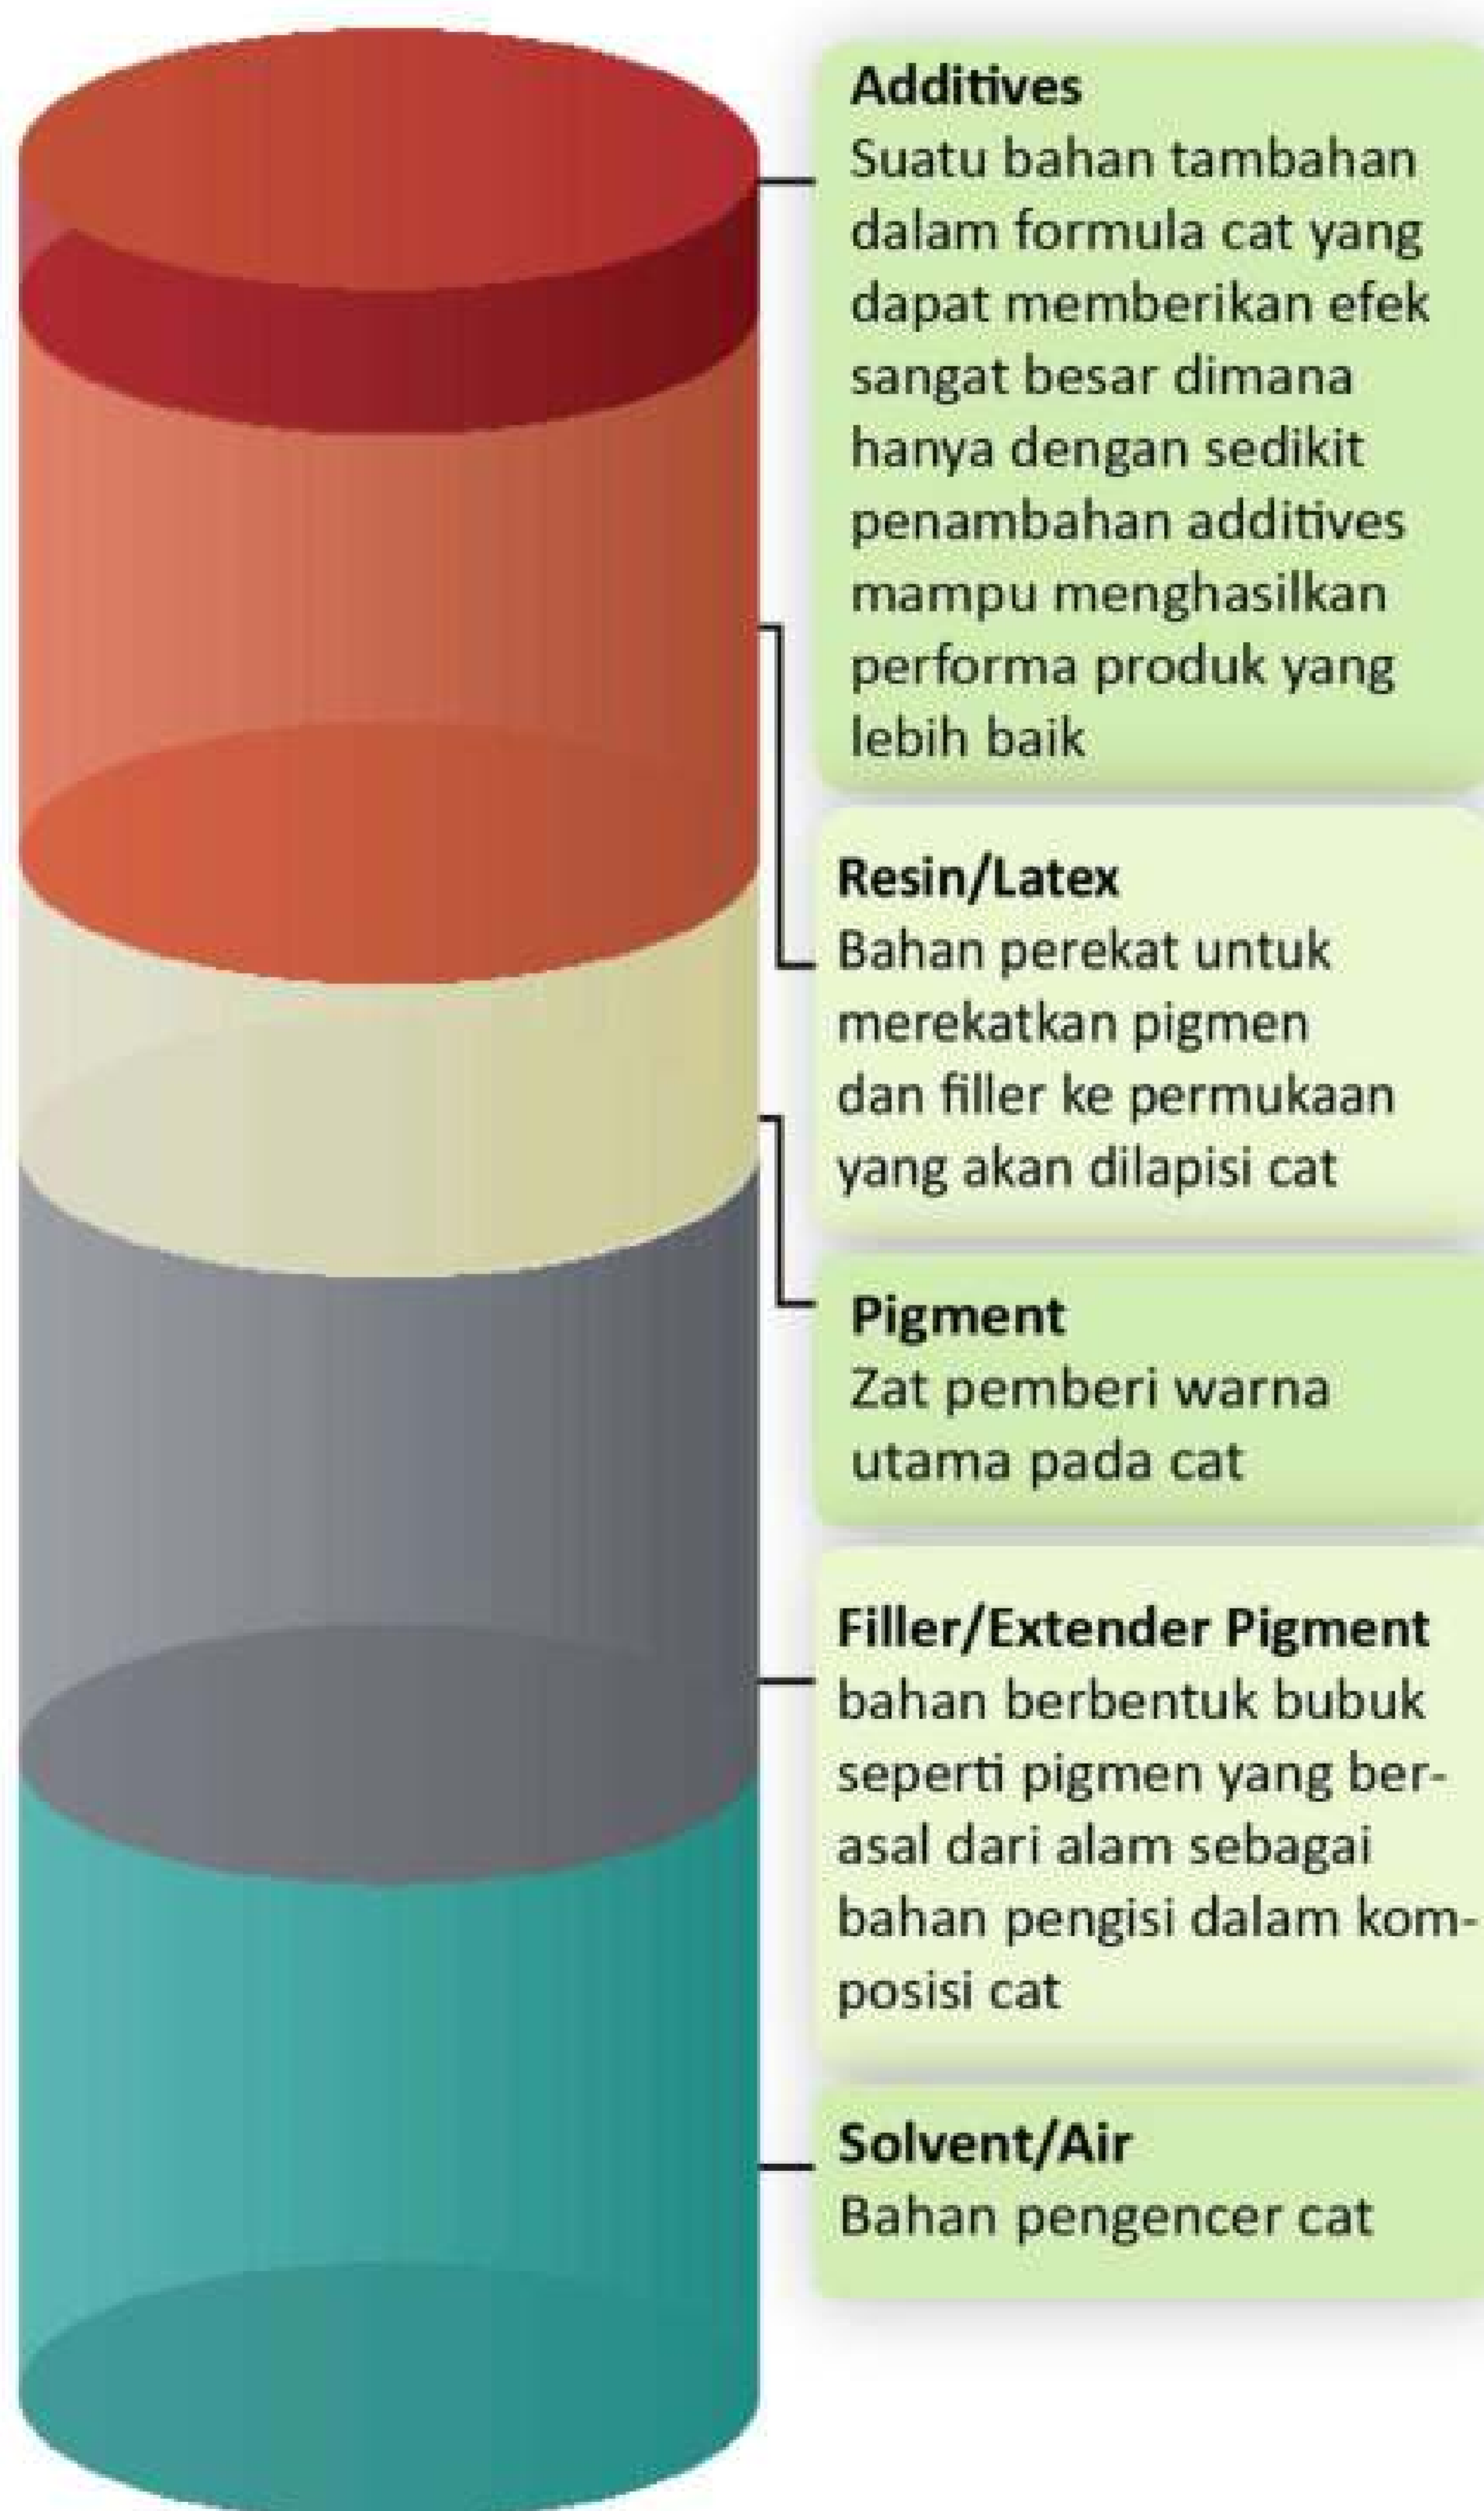 Additives
Suatu bahan tambahan
dalam formula cat yang
dapat memberikan efek
sangat besar dimana
hanya dengan sedikit
penambahan additives
mampu menghasilkan
performa produk yang
lebih baik
Resin/Latex
Bahan perekat untuk
merekatkan pigmen
dan filler ke permukaan
yang akan dilapisi cat
Pigment
Zat pemberi warna
utama pada cat
Filler/Extender Pigment
bahan berbentuk bubuk
seperti pigmen yang ber-
asal dari alam sebagai
bahan pengisi dalam kom-
posisi cat
Solvent/Air
Bahan pengencer cat